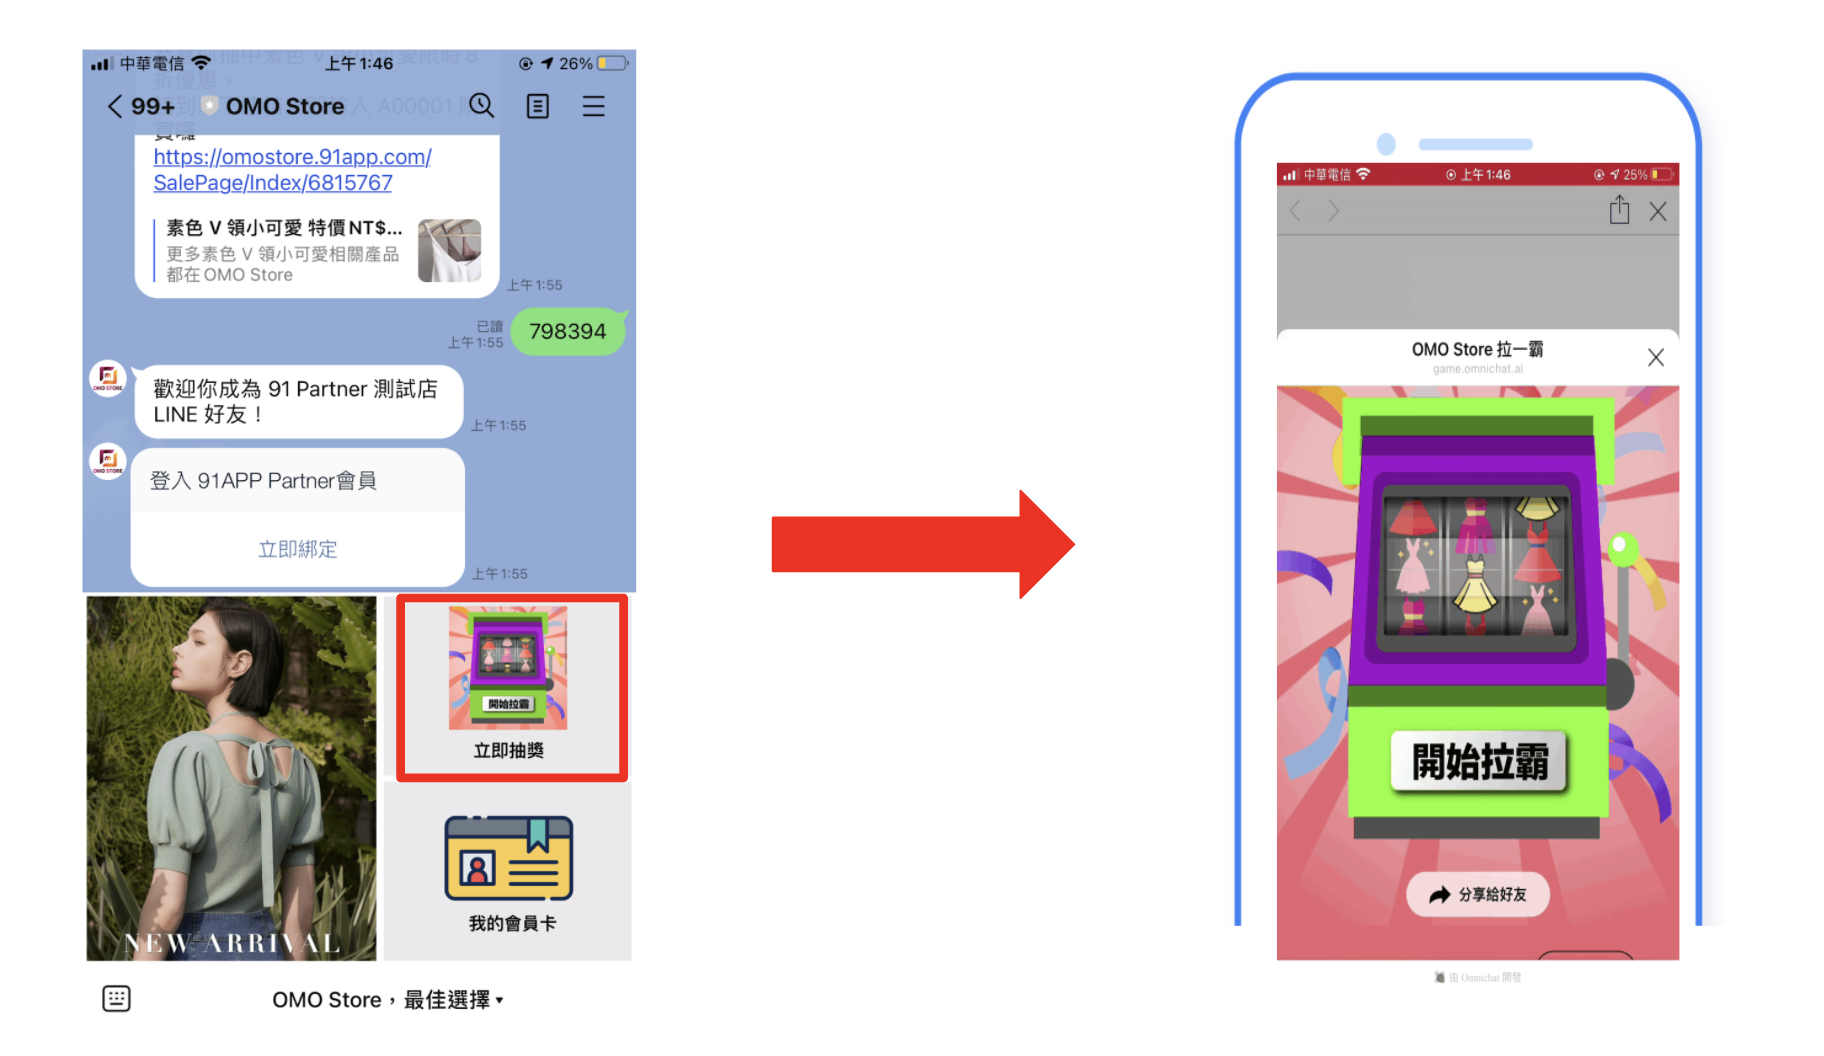 中華電信
上午1:46
26%
99+
OMO Store
https://omostore.91app.com/
SalePage/Index/6815767
素色 V 領小可愛 特價NT$...
更多素色 V 領小可愛相關產品
都在OMO Store
上午1:55
已讀
上午1:55
798394
歡迎你成為 91 Partner 測試店
LINE 好友！
上午1:55
登入 91APP Partner會員
立即綁定
上午1:55
NEW ARRIVAL
開始拉霸
立即抽獎
我的會員卡
OMO Store，最佳選擇▾
中華電信
上午1:46
25%
OMO Store 拉一霸
game.omnichat.ai
開始拉霸
分享給好友
由 Omnichat 開發